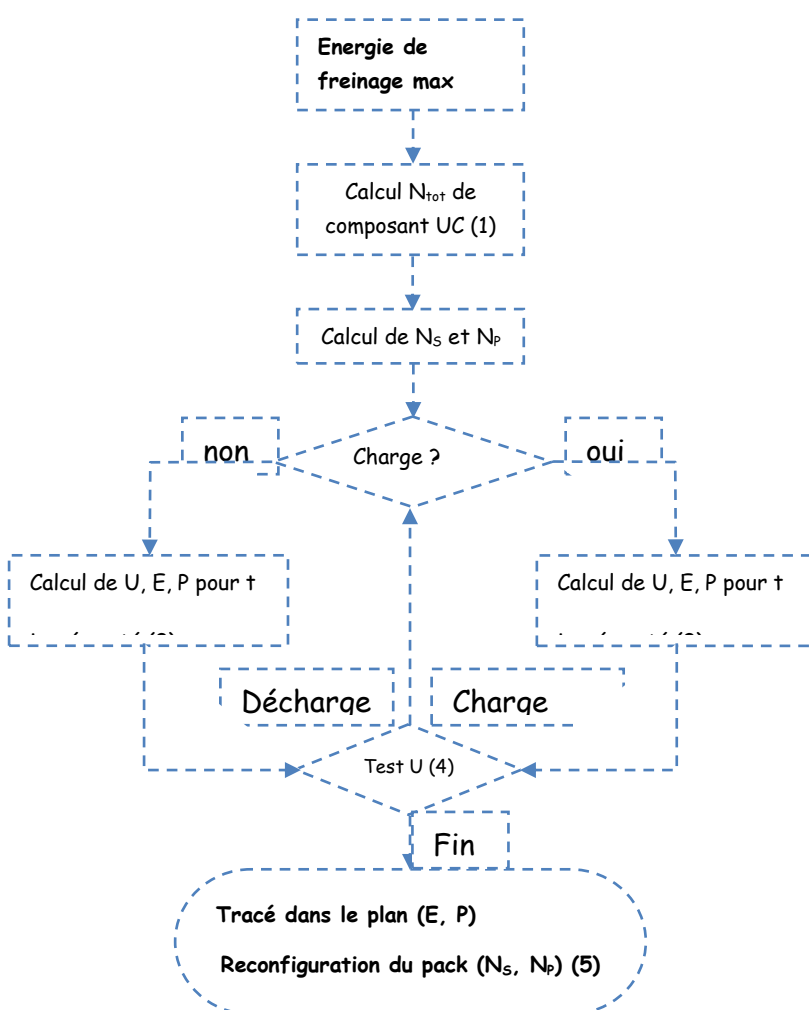 Energie de
freinage max
Calcul Ntot de
composant UC (1)
Calcul de NS et NP
non
Charge ?
oui
Calcul de U, E, P pour t
Calcul de U, E, P pour t
Décharge
Charge
Test U (4)
Fin
Tracé dans le plan (E, P)
Reconfiguration du pack (NS, NP) (5)